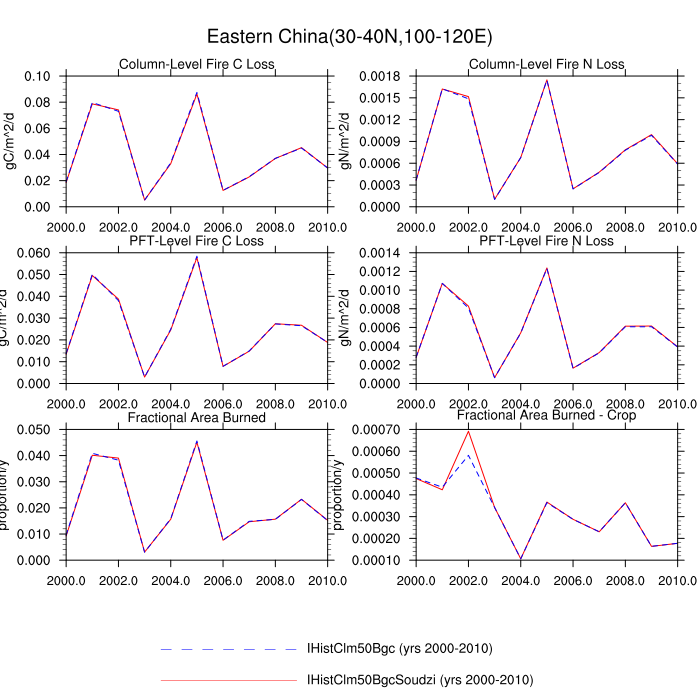 Eastern China(30-40N,100-120E)
Column-Level Fire C Loss
gC/m^2/d
0.10
0.08
0.06
0.04
0.02
0.00
2000.0 2002.0 2004.0 2006.0 2008.0 2010.0
Column-Level Fire N Loss
gN/m^2/d
0.0018
0.0015
0.0012
0.0009
0.0006
0.0003
0.0000
2000.0 2002.0 2004.0 2006.0 2008.0 2010.0
PFT-Level Fire C Loss
gC/m^2/d
0.060
0.050
0.040
0.030
0.020
0.010
0.000
2000.0 2002.0 2004.0 2006.0 2008.0 2010.0
PFT-Level Fire N Loss
gN/m^2/d
0.0014
0.0012
0.0010
0.0008
0.0006
0.0004
0.0002
0.0000
2000.0 2002.0 2004.0 2006.0 2008.0 2010.0
Fractional Area Burned
proportion/y
0.050
0.040
0.030
0.020
0.010
0.000
2000.0 2002.0 2004.0 2006.0 2008.0 2010.0
Fractional Area Burned - Crop
proportion/y
0.00070
0.00060
0.00050
0.00040
0.00030
0.00020
0.00010
2000.0 2002.0 2004.0 2006.0 2008.0 2010.0
IHistClm50Bgc (yrs 2000-2010)
IHistClm50BgcSoudzi (yrs 2000-2010)